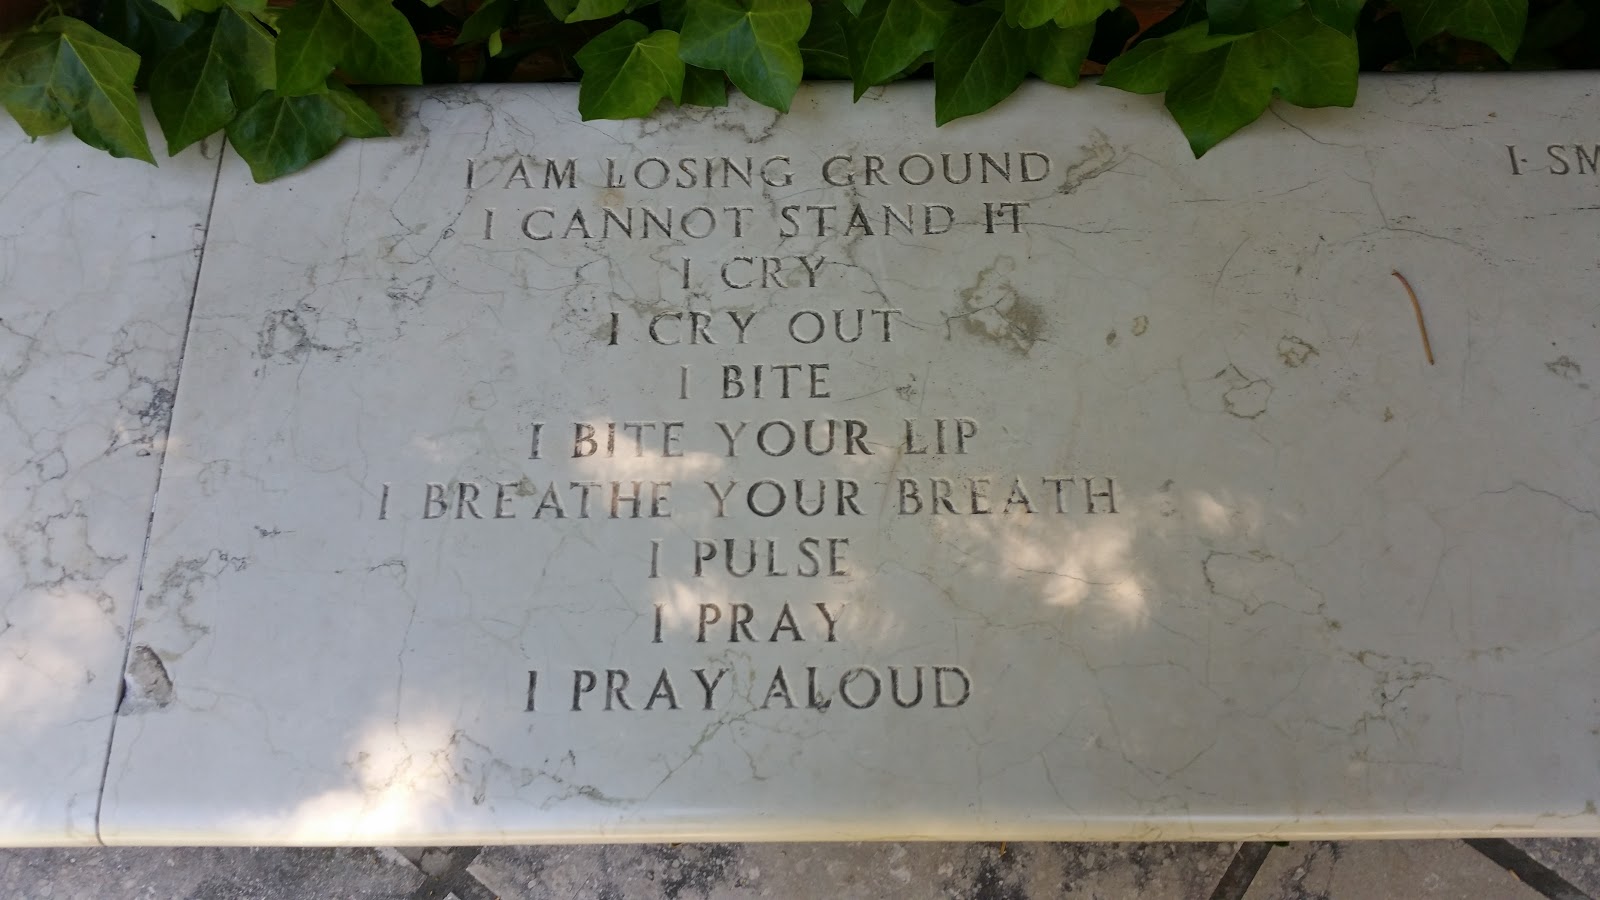 I AM LOSING GROUND
I CANNOT STAND IT
I CRY
I CRY OUT
I BITE
I BITE YOUR LIP
I BREATHE YOUR BREATH
I PULSE
I PRAY
I PRAY ALOUD
I SM